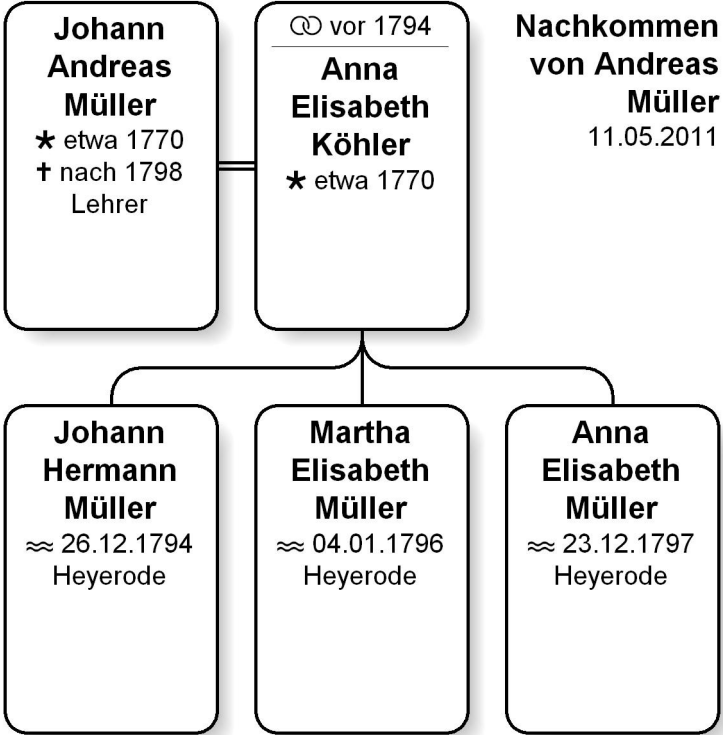 Johann
Andreas
Müller
★ etwa 1770
✝ nach 1798
Lehrer
⚭ vor 1794
Anna
Elisabeth
Köhler
★ etwa 1770
Nachkommen
von Andreas
Müller
11.05.2011
Johann
Hermann
Müller
≈ 26.12.1794
Heyerode
Martha
Elisabeth
Müller
≈ 04.01.1796
Heyerode
Anna
Elisabeth
Müller
≈ 23.12.1797
Heyerode